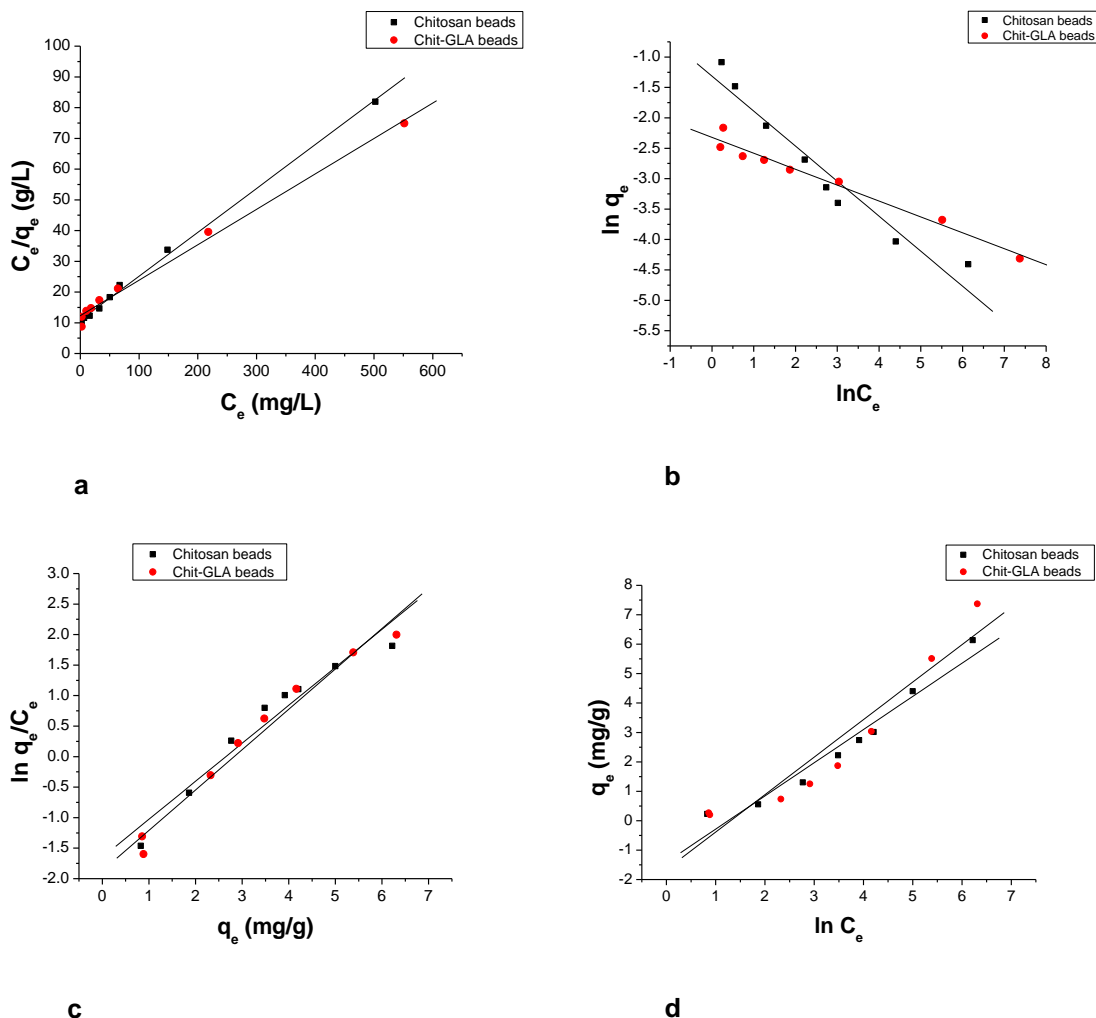 Chitosan beads
Chit-GLA beads
100
90
80
70
60
50
40
30
20
10
0
C_e/q_e (g/L)
0 100 200 300 400 500 600
C_e (mg/L)
a
Chitosan beads
Chit-GLA beads
-1.0
-1.5
-2.0
-2.5
-3.0
-3.5
-4.0
-4.5
-5.0
-5.5
ln q_e
-1 0 1 2 3 4 5 6 7 8
lnC_e
b
Chitosan beads
Chit-GLA beads
3.0
2.5
2.0
1.5
1.0
0.5
0.0
-0.5
-1.0
-1.5
-2.0
ln q_e/C_e
0 1 2 3 4 5 6 7
q_e (mg/g)
c
Chitosan beads
Chit-GLA beads
8
7
6
5
4
3
2
1
0
-1
-2
q_e (mg/g)
0 1 2 3 4 5 6 7
ln C_e
d